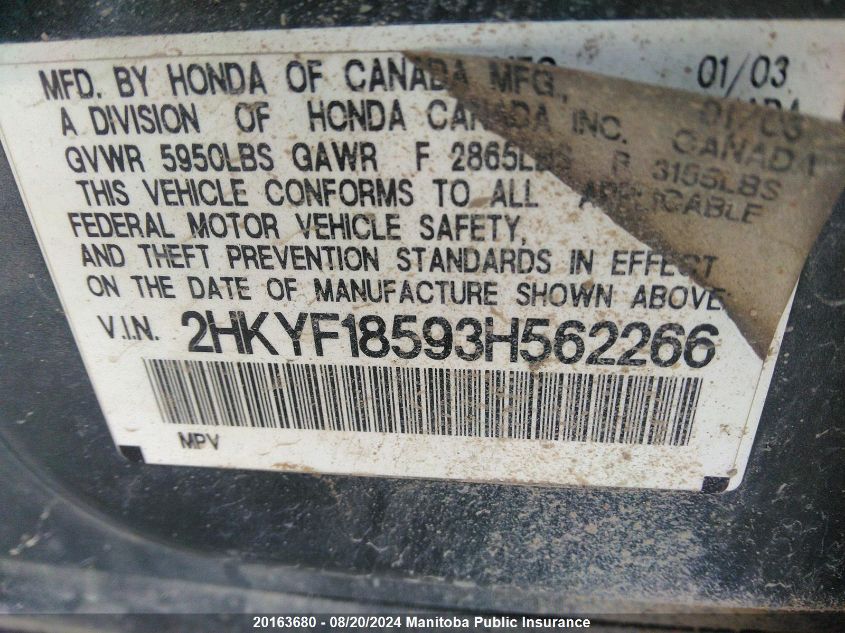 MFD. BY HONDA OF CANADA MFG., 01/03
A DIVISION OF HONDA CANADA INC. CANADA 01/03
GVWR 5950LBS GAWR F 2865LBS R 3155LBS
THIS VEHICLE CONFORMS TO ALL APPLICABLE
FEDERAL MOTOR VEHICLE SAFETY,
AND THEFT PREVENTION STANDARDS IN EFFECT
ON THE DATE OF MANUFACTURE SHOWN ABOVE.
V.I.N. 2HKYF18593H562266
MPV
20163680 - 08/20/2024 Manitoba Public Insurance